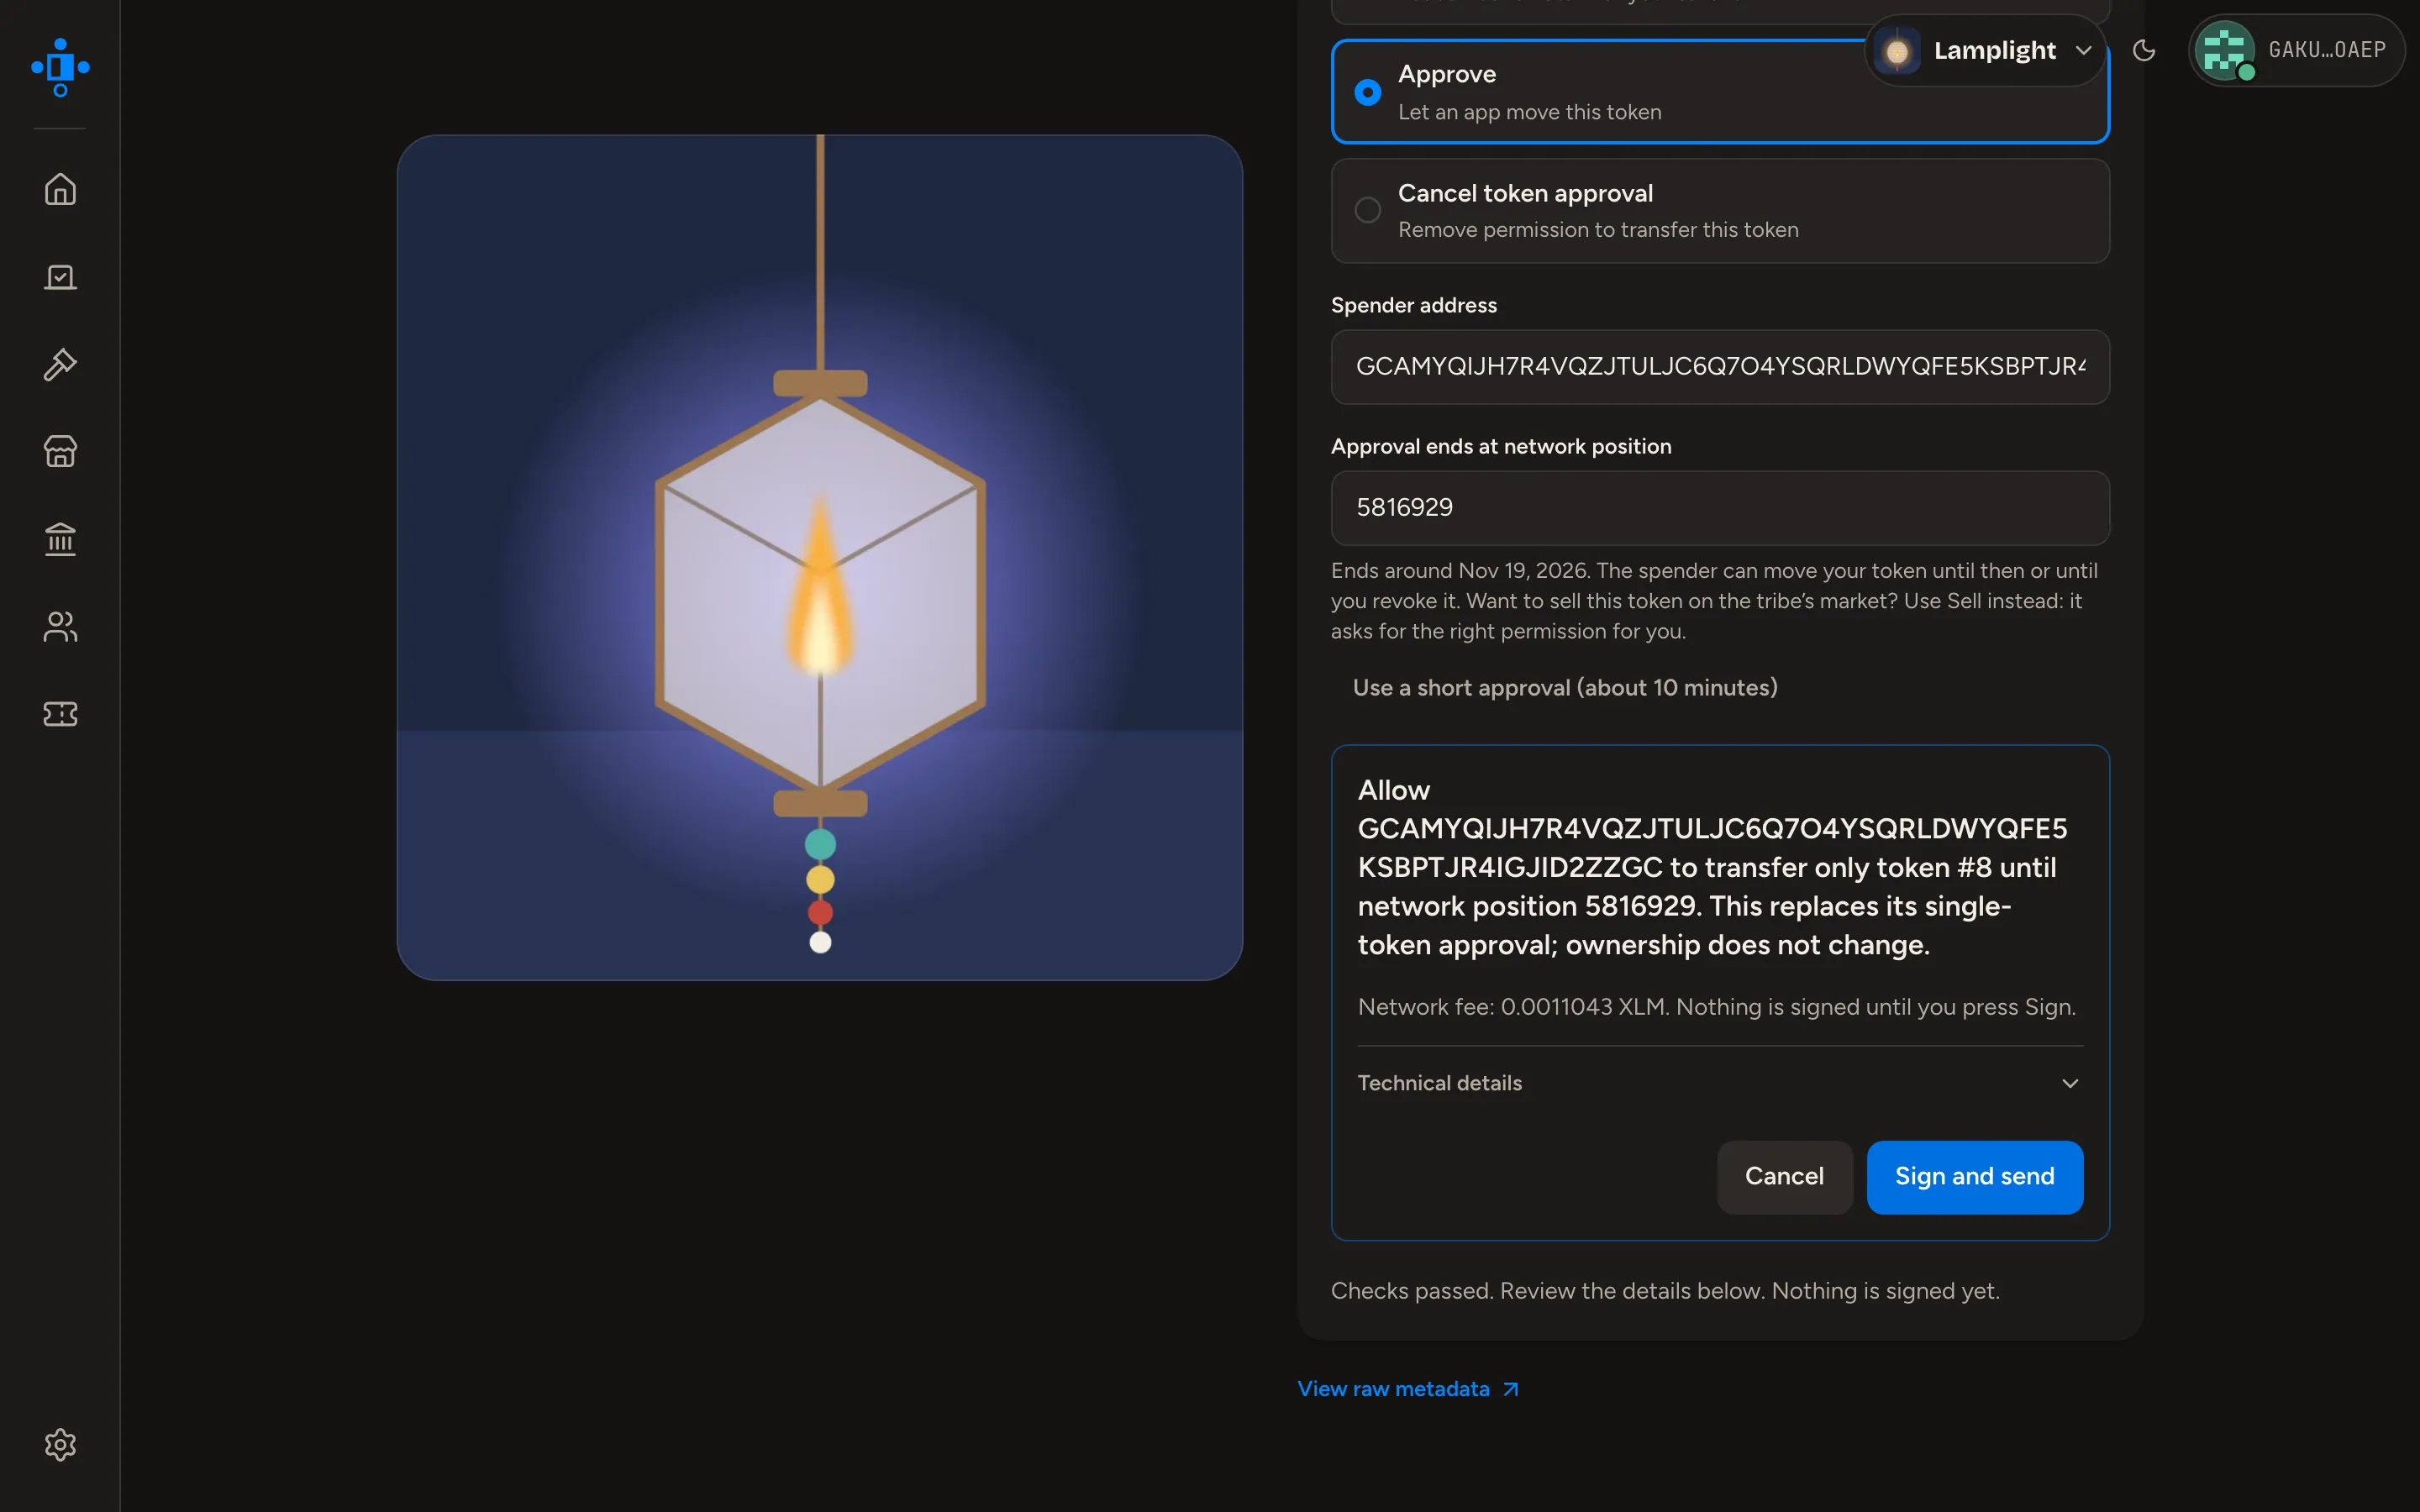 Lamplight
GAKU...OAEP
Approve
Let an app move this token
Cancel token approval
Remove permission to transfer this token
Spender address
GCAMYQIJH7R4VQZJTULJC6Q7O4YSQRLDWYQFE5KSBPTJR4
Approval ends at network position
5816929
Ends around Nov 19, 2026. The spender can move your token until then or until
you revoke it. Want to sell this token on the tribe’s market? Use Sell instead: it
asks for the right permission for you.
Use a short approval (about 10 minutes)
Allow
GCAMYQIJH7R4VQZJTULJC6Q7O4YSQRLDWYQFE5
KSBPTJR4IGJID2ZZGC to transfer only token #8 until
network position 5816929. This replaces its single-
token approval; ownership does not change.
Network fee: 0.0011043 XLM. Nothing is signed until you press Sign.
Technical details
Cancel
Sign and send
Checks passed. Review the details below. Nothing is signed yet.
View raw metadata